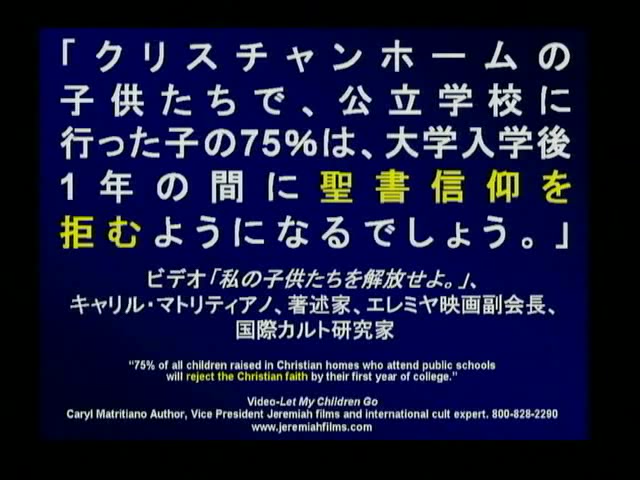 「クリスチャンホームの
子供たちで、公立学校に
行った子の75%は、大学入学後
1年の間に聖書信仰を
拒むようになるでしょう。」
ビデオ「私の子供たちを解放せよ。」、
キャリル・マトリティアノ、著述家、エレミヤ映画副会長、
国際カルト研究家
“75% of all children raised in Christian homes who attend public schools
will reject the Christian faith by their first year of college.”
Video-Let My Children Go
Caryl Matritiano Author, Vice President Jeremiah films and international cult expert. 800-828-2290
www.jeremiahfilms.com